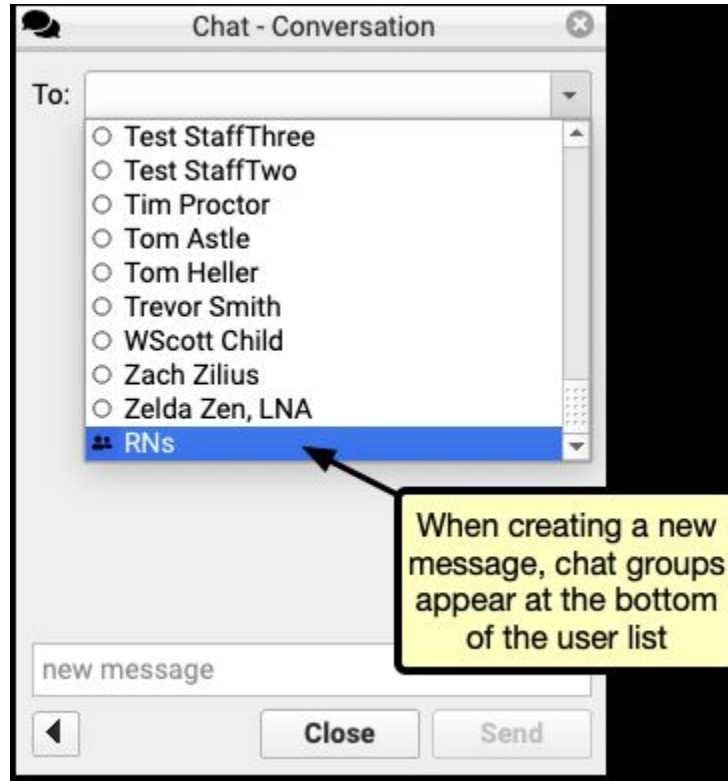 Chat - Conversation
To:
Test StaffThree
Test StaffTwo
Tim Proctor
Tom Astle
Tom Heller
Trevor Smith
WScott Child
Zach Zilius
Zelda Zen, LNA
RNs
When creating a new
message, chat groups
appear at the bottom
of the user list
new message
Close
Send